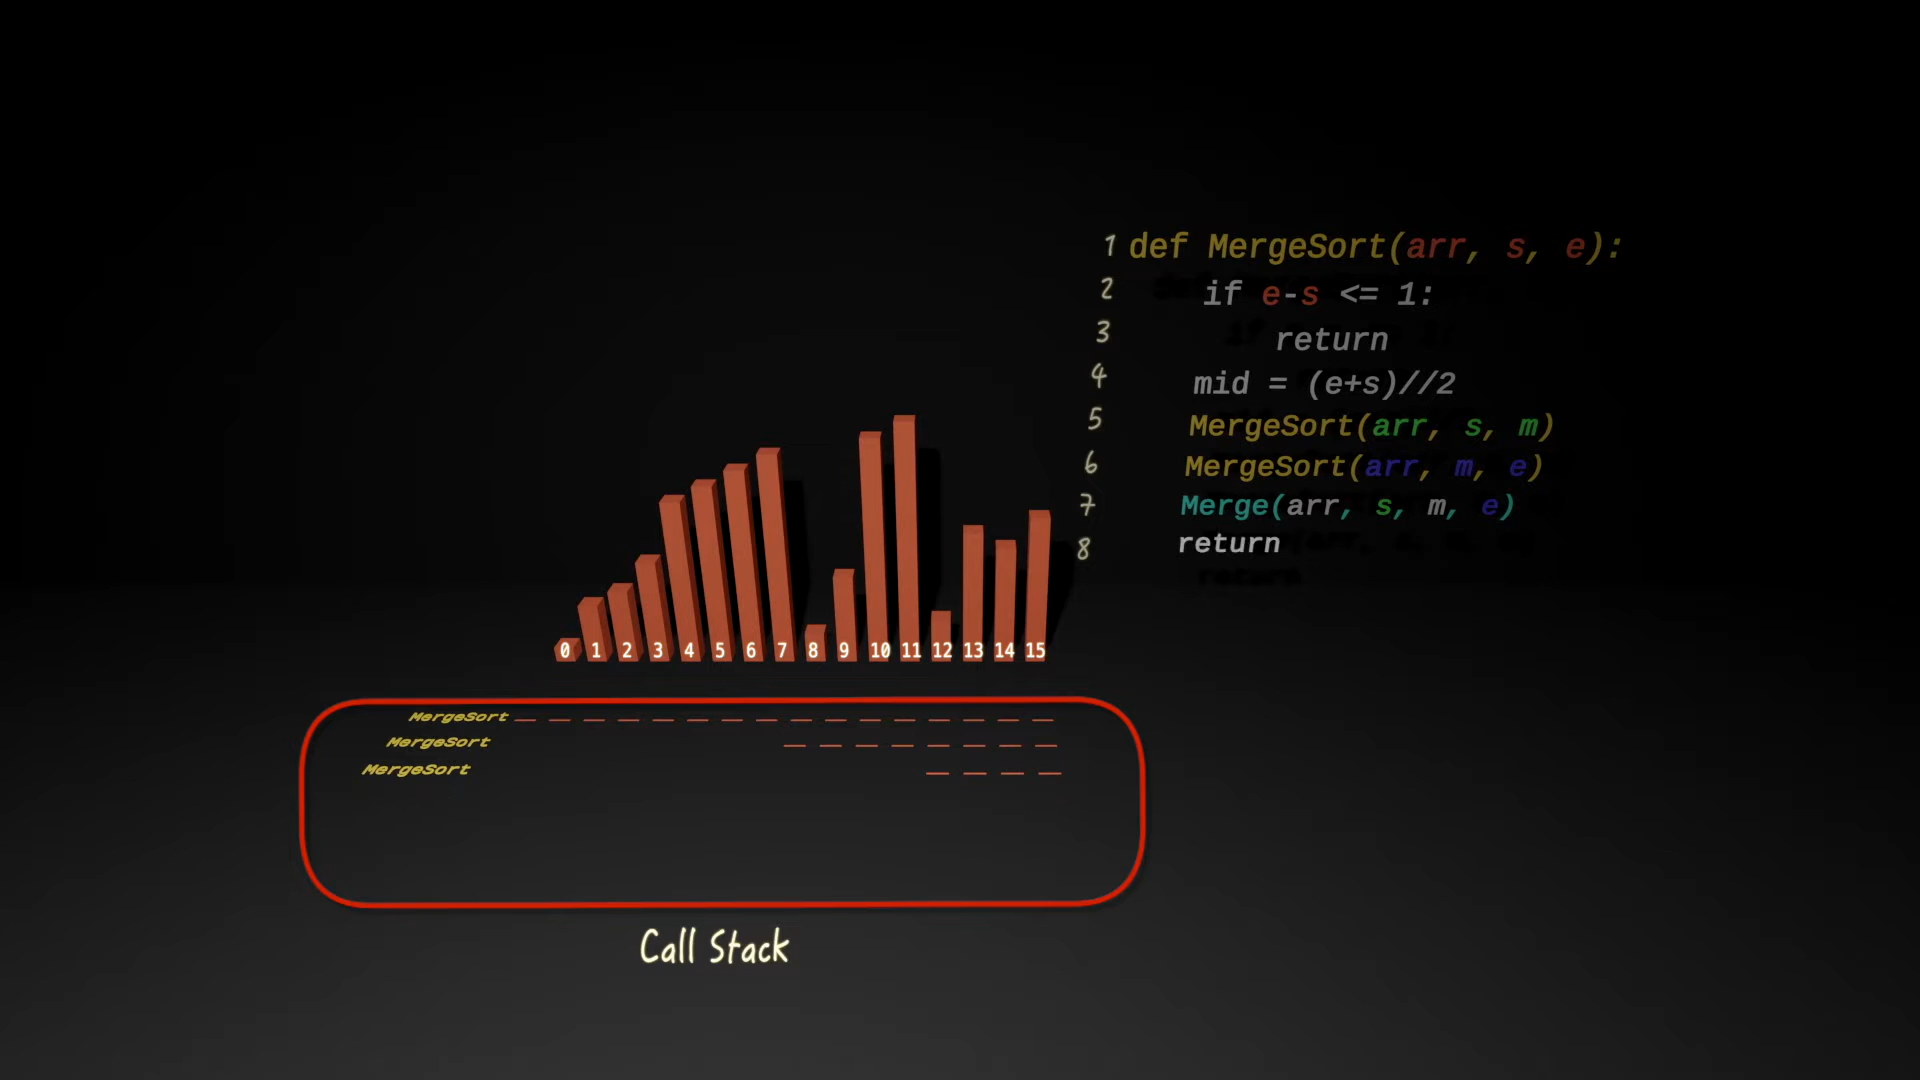 1 def MergeSort(arr, s, e):
2 if e-s <= 1:
3 return
4 mid = (e+s)//2
5 MergeSort(arr, s, m)
6 MergeSort(arr, m, e)
7 Merge(arr, s, m, e)
8 return
0 1 2 3 4 5 6 7 8 9 10 11 12 13 14 15
MergeSort
MergeSort
MergeSort
Call Stack